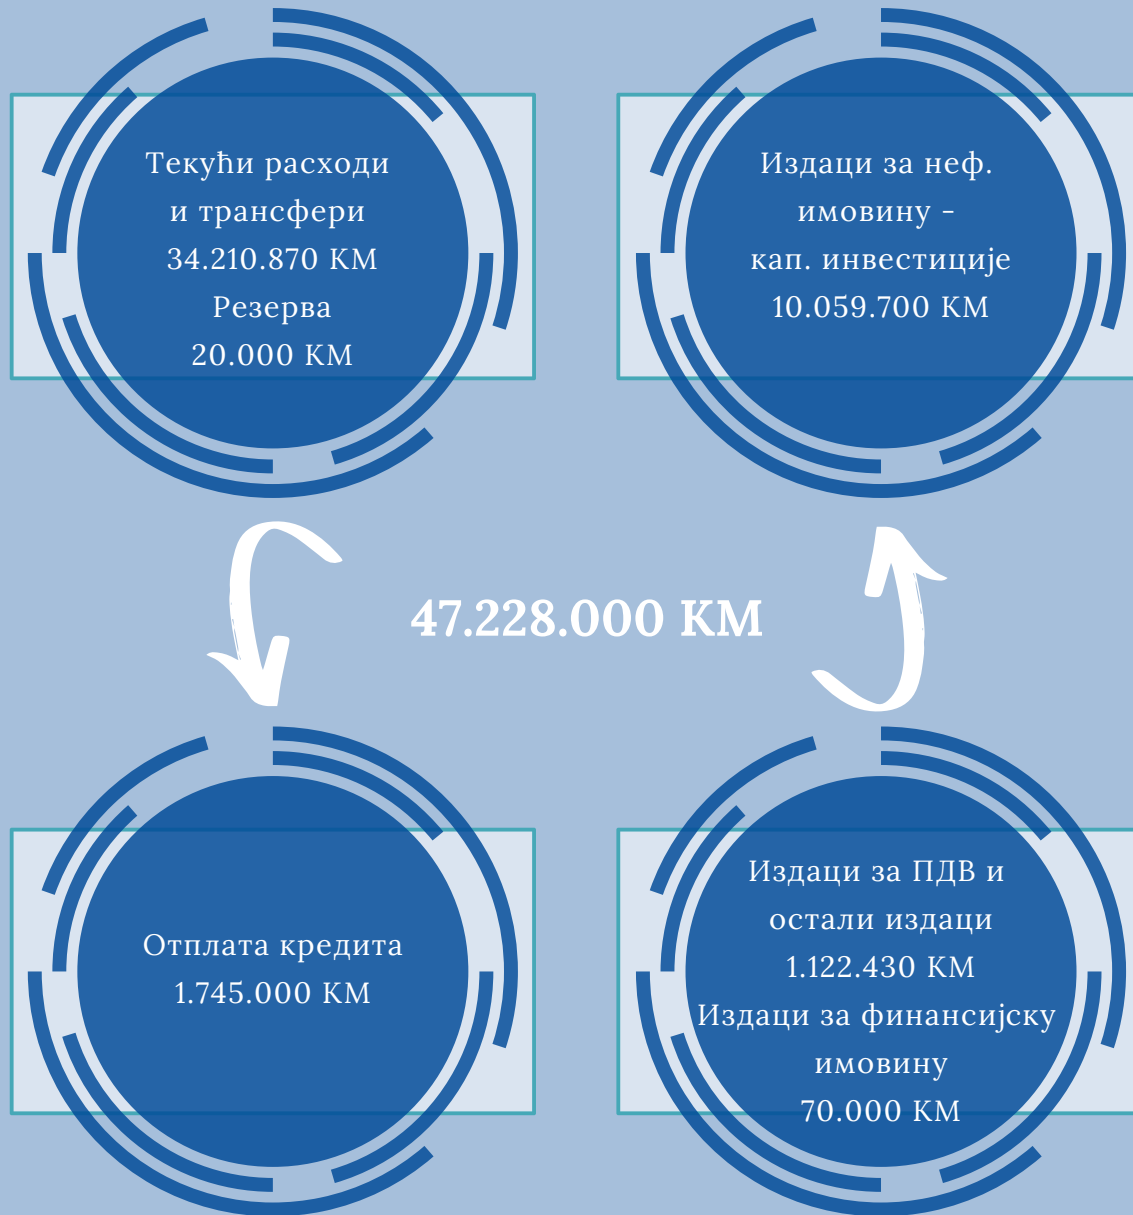 Текући расходи
и трансфери
34.210.870 КМ
Резерва
20.000 КМ
Издаци за неф.
имовину -
кап. инвестиције
10.059.700 КМ
47.228.000 КМ
Отплата кредита
1.745.000 КМ
Издаци за ПДВ и
остали издаци
1.122.430 КМ
Издаци за финансијску
имовину
70.000 КМ